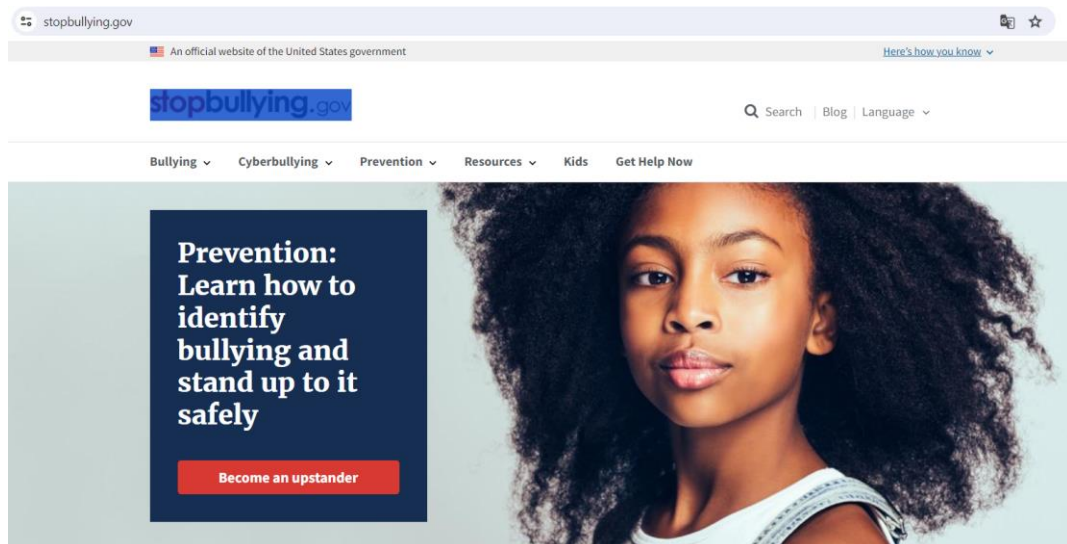 stopbullying.gov
An official website of the United States government
Here's how you know
stopbullying.gov
Search | Blog | Language
Bullying Cyberbullying Prevention Resources Kids Get Help Now
Prevention:
Learn how to
identify
bullying and
stand up to it
safely
Become an upstander